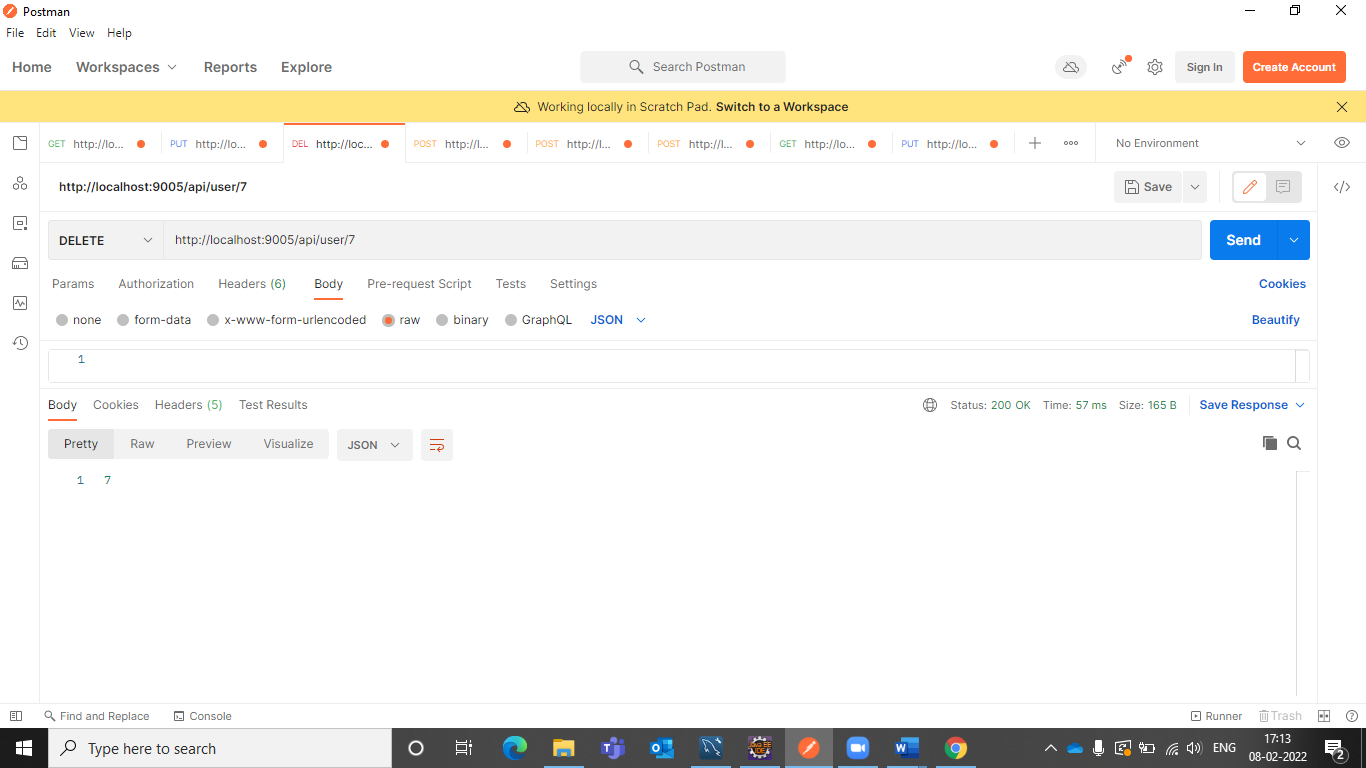 Postman
File Edit View Help
Home Workspaces Reports Explore Search Postman Sign In Create Account
Working locally in Scratch Pad. Switch to a Workspace
GET http://lo... PUT http://lo... DEL http://loc... POST http://l... POST http://l... POST http://l... GET http://lo... PUT http://lo... No Environment
http://localhost:9005/api/user/7 Save
DELETE http://localhost:9005/api/user/7 Send
Params Authorization Headers (6) Body Pre-request Script Tests Settings Cookies
none form-data x-www-form-urlencoded raw binary GraphQL JSON Beautify
1
Body Cookies Headers (5) Test Results Status: 200 OK Time: 57 ms Size: 165 B Save Response
Pretty Raw Preview Visualize JSON
1 7
Find and Replace Console Runner Trash
Type here to search ENG 17:13
08-02-2022 2